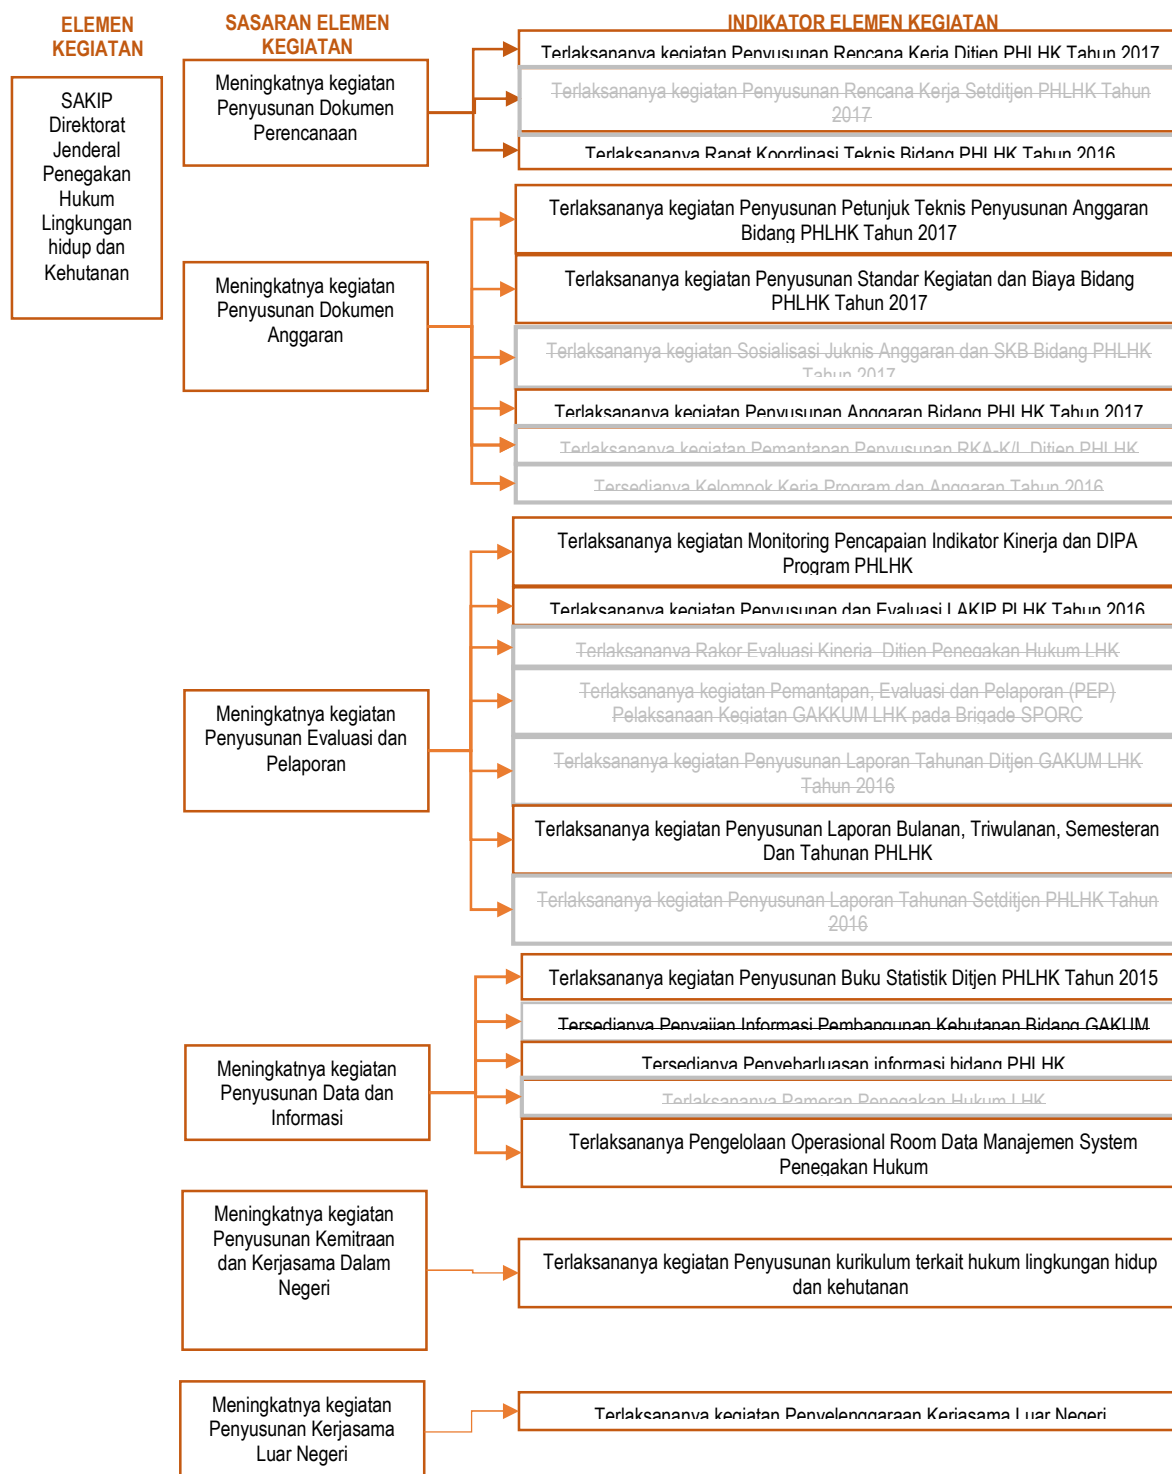 ELEMEN
KEGIATAN
SASARAN ELEMEN
KEGIATAN
INDIKATOR ELEMEN KEGIATAN
SAKIP
Direktorat
Jenderal
Penegakan
Hukum
Lingkungan
hidup dan
Kehutanan
Meningkatnya kegiatan
Penyusunan Dokumen
Perencanaan
Terlaksananya kegiatan Penyusunan Rencana Kerja Ditjen PHLHK Tahun 2017
Terlaksananya kegiatan Penyusunan Rencana Kerja Setditjen PHLHK Tahun
2017
Terlaksananya Rapat Koordinasi Teknis Bidang PHLHK Tahun 2016
Meningkatnya kegiatan
Penyusunan Dokumen
Anggaran
Terlaksananya kegiatan Penyusunan Petunjuk Teknis Penyusunan Anggaran
Bidang PHLHK Tahun 2017
Terlaksananya kegiatan Penyusunan Standar Kegiatan dan Biaya Bidang
PHLHK Tahun 2017
Terlaksananya kegiatan Sosialisasi Juknis Anggaran dan SKB Bidang PHLHK
Tahun 2017
Terlaksananya kegiatan Penyusunan Anggaran Bidang PHLHK Tahun 2017
Terlaksananya kegiatan Pemantapan Penyusunan RKA-K/L Ditjen PHLHK
Tersedianya Kelompok Kerja Program dan Anggaran Tahun 2016
Meningkatnya kegiatan
Penyusunan Evaluasi dan
Pelaporan
Terlaksananya kegiatan Monitoring Pencapaian Indikator Kinerja dan DIPA
Program PHLHK
Terlaksananya kegiatan Penyusunan dan Evaluasi LAKIP PLHK Tahun 2016
Terlaksananya Rakor Evaluasi Kinerja Ditjen Penegakan Hukum LHK
Terlaksananya kegiatan Pemantapan, Evaluasi dan Pelaporan (PEP)
Pelaksanaan Kegiatan GAKKUM LHK pada Brigade SPORC
Terlaksananya kegiatan Penyusunan Laporan Tahunan Ditjen GAKUM LHK
Tahun 2016
Terlaksananya kegiatan Penyusunan Laporan Bulanan, Triwulanan, Semesteran
Dan Tahunan PHLHK
Terlaksananya kegiatan Penyusunan Laporan Tahunan Setditjen PHLHK Tahun
2016
Meningkatnya kegiatan
Penyusunan Data dan
Informasi
Terlaksananya kegiatan Penyusunan Buku Statistik Ditjen PHLHK Tahun 2015
Tersedianya Penyajian Informasi Pembangunan Kehutanan Bidang GAKUM
Tersedianya Penyebarluasan informasi bidang PHLHK
Terlaksananya Pameran Penegakan Hukum LHK
Terlaksananya Pengelolaan Operasional Room Data Manajemen System
Penegakan Hukum
Meningkatnya kegiatan
Penyusunan Kemitraan
dan Kerjasama Dalam
Negeri
Terlaksananya kegiatan Penyusunan kurikulum terkait hukum lingkungan hidup
dan kehutanan
Meningkatnya kegiatan
Penyusunan Kerjasama
Luar Negeri
Terlaksananya kegiatan Penyelenggaraan Kerjasama Luar Negeri